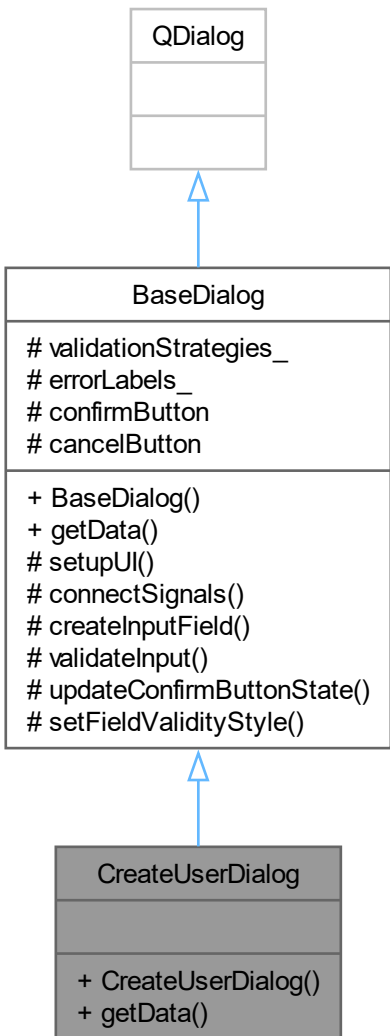 QDialog
BaseDialog
# validationStrategies_
# errorLabels_
# confirmButton
# cancelButton
+ BaseDialog()
+ getData()
# setupUI()
# connectSignals()
# createInputField()
# validateInput()
# updateConfirmButtonState()
# setFieldValidityStyle()
CreateUserDialog
+ CreateUserDialog()
+ getData()